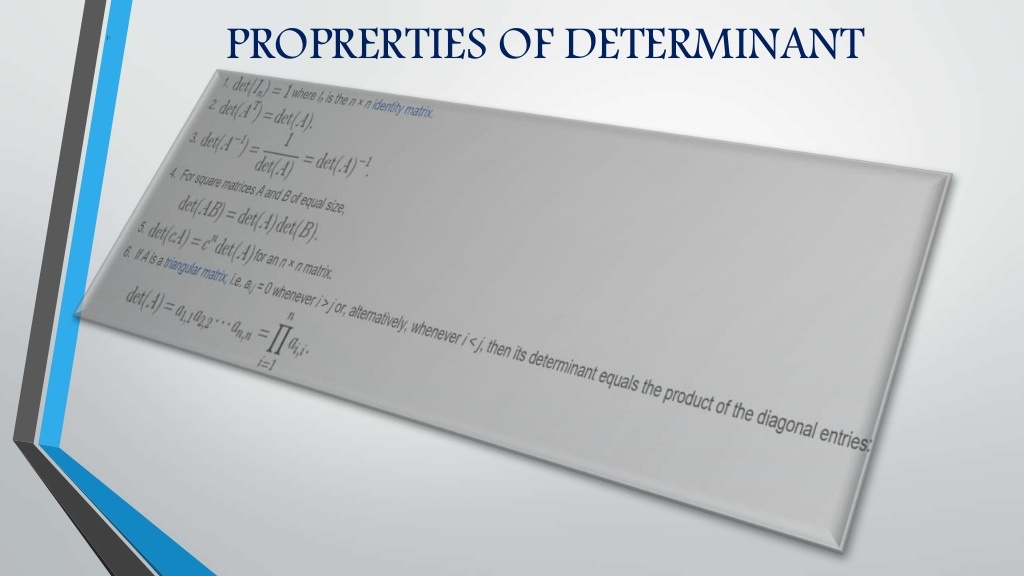 PROPRERTIES OF DETERMINANT
1. det(Iₙ) = 1 where Iₙ is the n × n identity matrix.
2. det(Aᵀ) = det(A).
3. det(A⁻¹) = 1/det(A) = det(A)⁻¹.
4. For square matrices A and B of equal size,
det(AB) = det(A)det(B).
5. det(cA) = cⁿdet(A) for an n × n matrix.
6. If A is a triangular matrix, i.e. aᵢⱼ = 0 whenever i > j or, alternatively, whenever i < j, then its determinant equals the product of the diagonal entries:
det(A) = a₁,₁a₂,₂···aₙ,ₙ = ∏ᵢ₌₁ⁿ aᵢ,ᵢ.